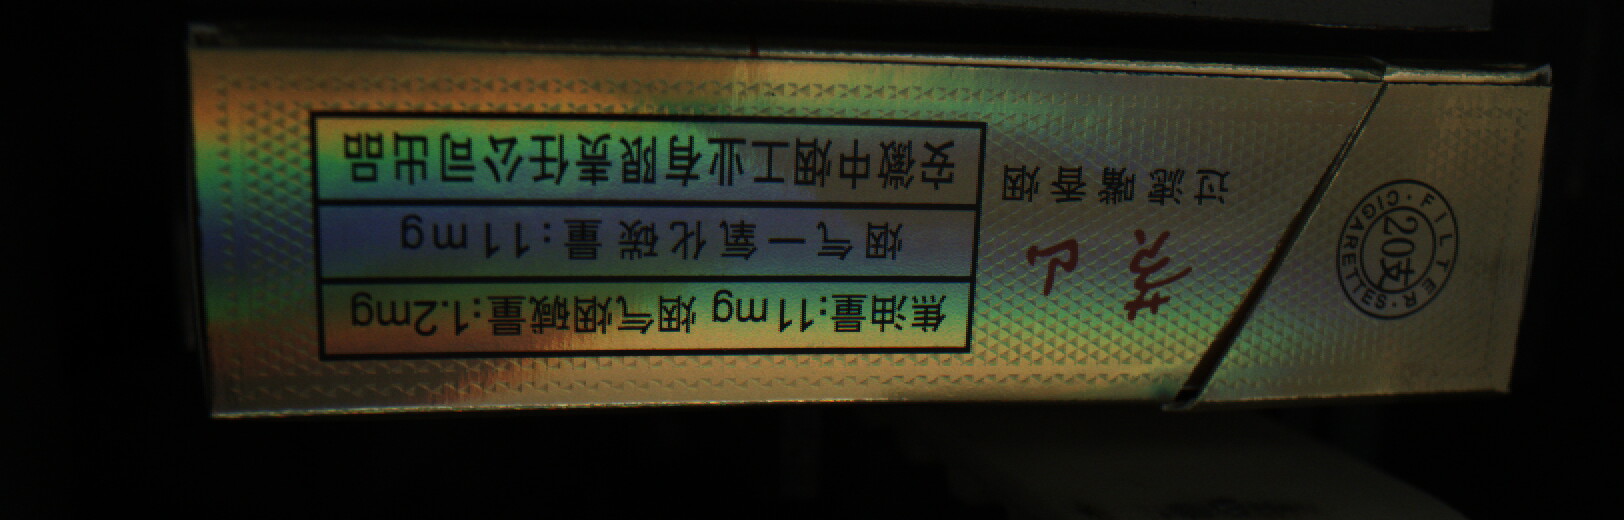 FILTER·CIGARETTES·
20支
过滤嘴香烟
焦油量:11mg 烟气烟碱量:1.2mg
烟气一氧化碳量:11mg
安徽中烟工业有限责任公司出品